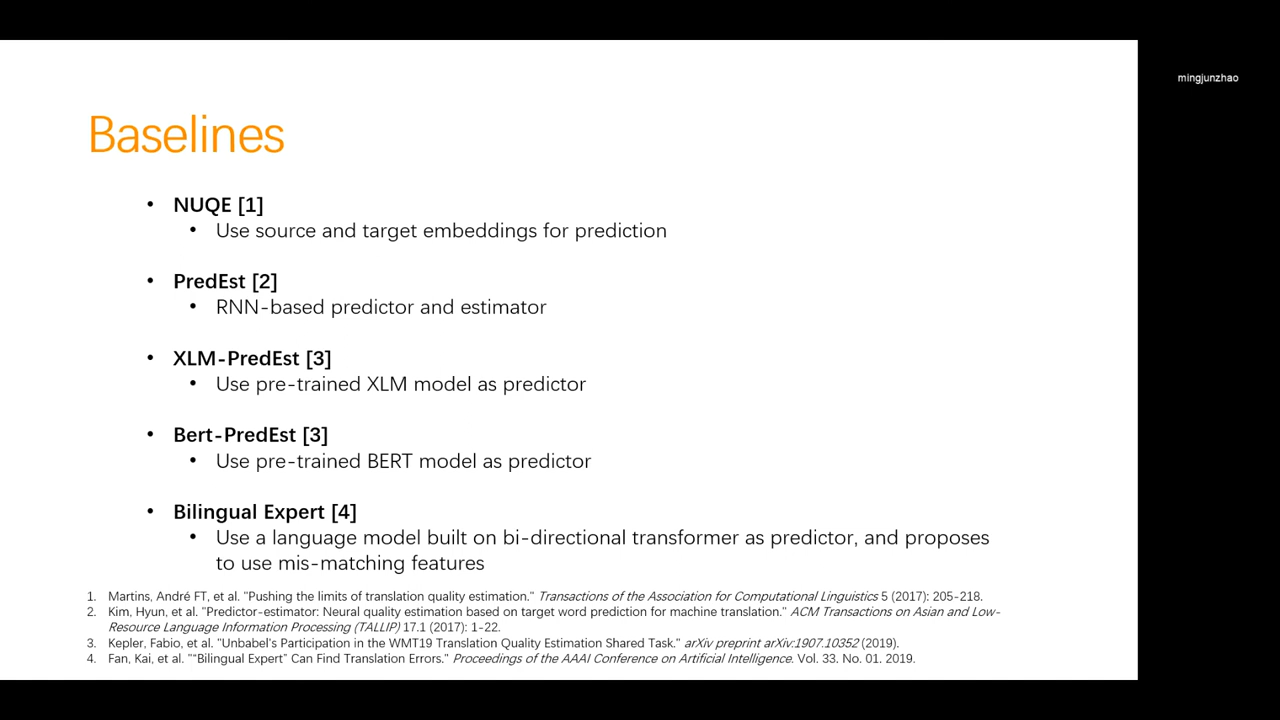 mingjunzhao
Baselines
• NUQE [1]
• Use source and target embeddings for prediction
• PredEst [2]
• RNN-based predictor and estimator
• XLM-PredEst [3]
• Use pre-trained XLM model as predictor
• Bert-PredEst [3]
• Use pre-trained BERT model as predictor
• Bilingual Expert [4]
• Use a language model built on bi-directional transformer as predictor, and proposes
to use mis-matching features
1. Martins, André FT, et al. "Pushing the limits of translation quality estimation." Transactions of the Association for Computational Linguistics 5 (2017): 205-218.
2. Kim, Hyun, et al. "Predictor-estimator: Neural quality estimation based on target word prediction for machine translation." ACM Transactions on Asian and Low-
Resource Language Information Processing (TALLIP) 17.1 (2017): 1-22.
3. Kepler, Fabio, et al. "Unbabel's Participation in the WMT19 Translation Quality Estimation Shared Task." arXiv preprint arXiv:1907.10352 (2019).
4. Fan, Kai, et al. "“Bilingual Expert” Can Find Translation Errors." Proceedings of the AAAI Conference on Artificial Intelligence. Vol. 33. No. 01. 2019.